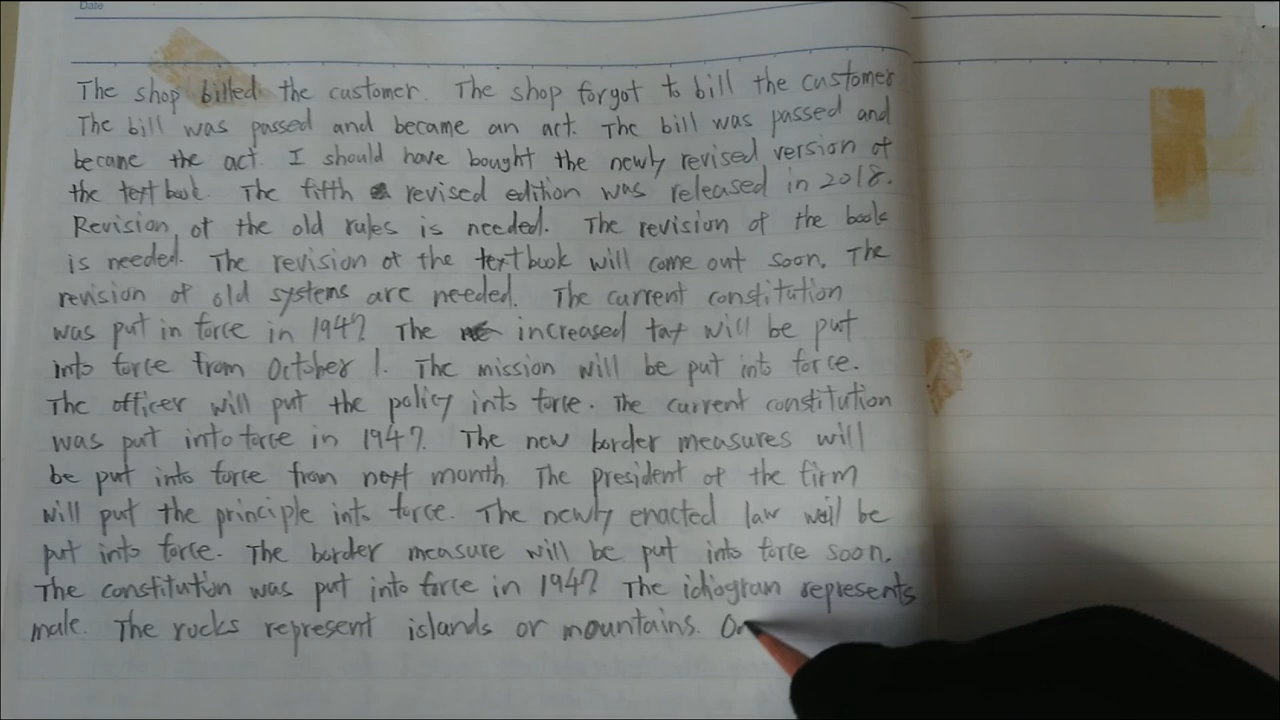 Date
The shop billed the customer. The shop forgot to bill the customer.
The bill was passed and became an act. The bill was passed and
became the act. I should have bought the newly revised version of
the text book. The fifth revised edition was released in 2018.
Revision of the old rules is needed. The revision of the book
is needed. The revision of the textbook will come out soon. The
revision of old systems are needed. The current constitution
was put in force in 1947. The increased tax will be put
into force from October 1. The mission will be put into force.
The officer will put the policy into force. The current constitution
was put into force in 1947. The new border measures will
be put into force from next month. The president of the firm
will put the principle into force. The newly enacted law will be
put into force. The border measure will be put into force soon.
The constitution was put into force in 1947. The idiogram represents
male. The rocks represent islands or mountains.